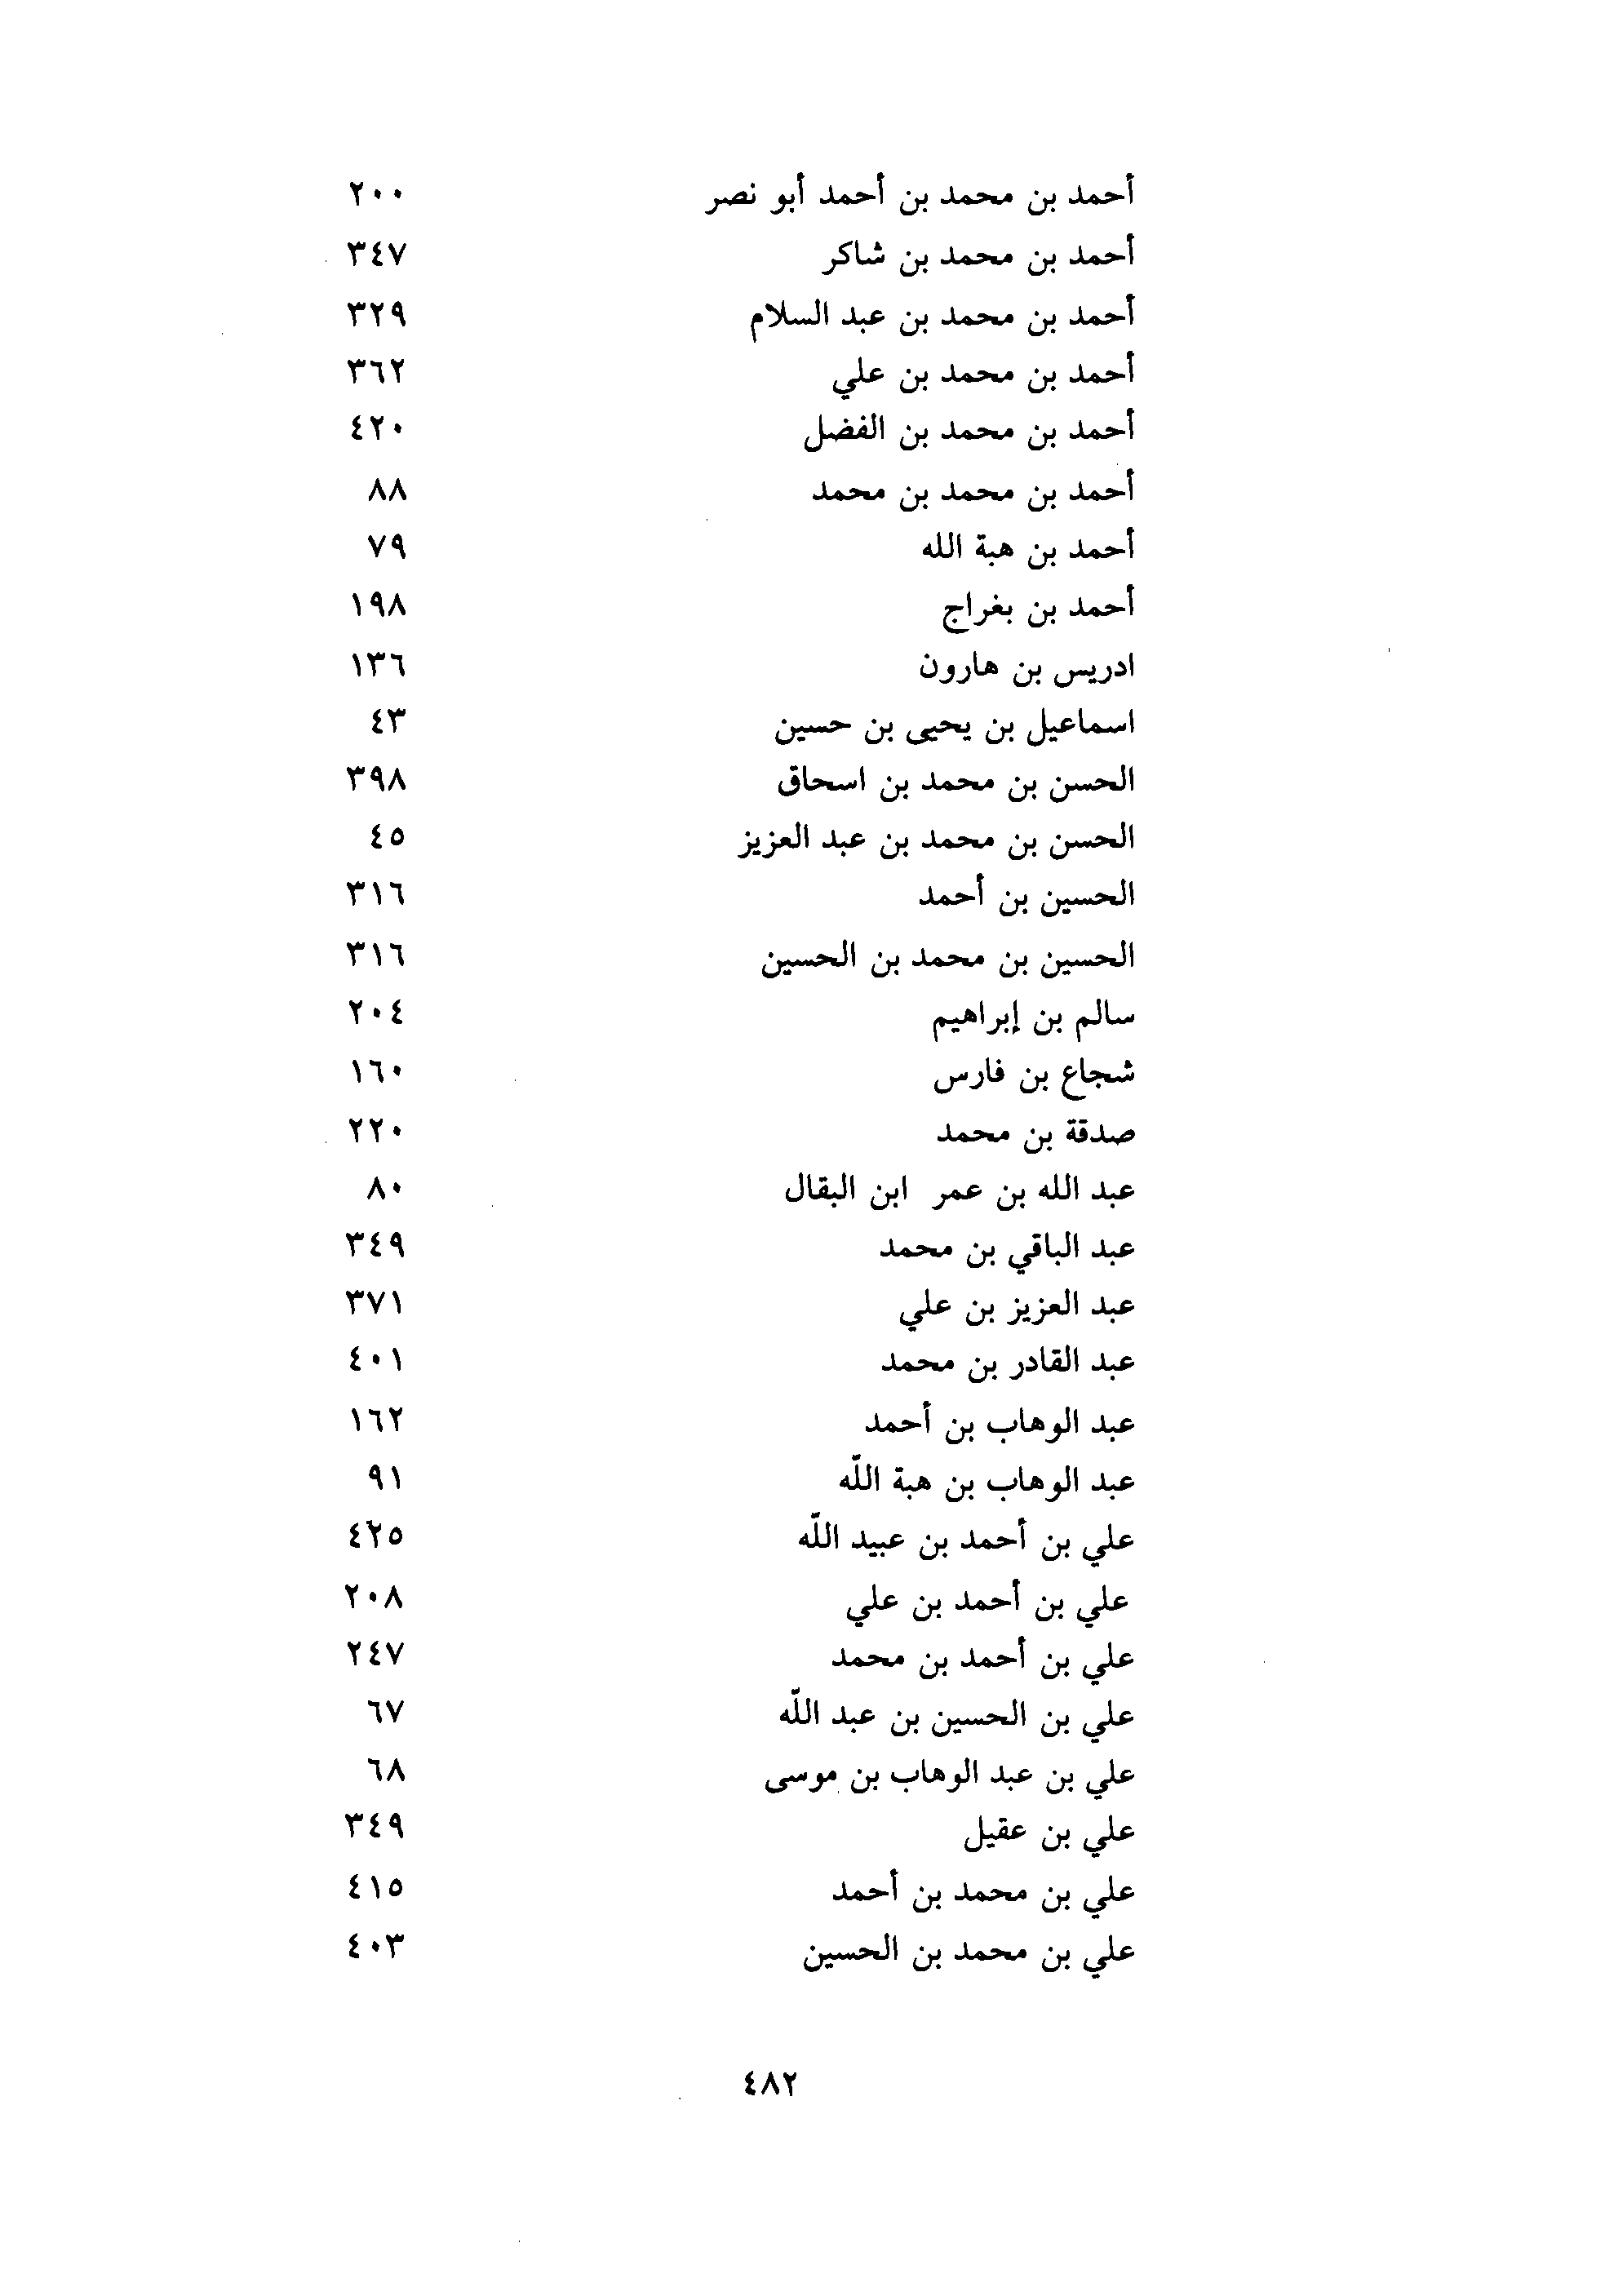 أحمد بن محمد بن أحمد أبو نصر ٢٠٠
أحمد بن محمد بن شاكر ٣٤٧
أحمد بن محمد بن عبد السلام ٣٢٩
أحمد بن محمد بن علي ٣٦٢
أحمد بن محمد بن الفضل ٤٢٠
أحمد بن محمد بن محمد ٨٨
أحمد بن هبة الله ٧٩
أحمد بن بغراج ١٩٨
ادريس بن هارون ١٣٦
اسماعيل بن يحيى بن حسين ٤٣
الحسن بن محمد بن اسحاق ٣٩٨
الحسن بن محمد بن عبد العزيز ٤٥
الحسين بن أحمد ٣١٦
الحسين بن محمد بن الحسين ٣١٦
سالم بن إبراهيم ٢٠٤
شجاع بن فارس ١٦٠
صدقة بن محمد ٢٢٠
عبد الله بن عمر ابن البقال ٨٠
عبد الباقي بن محمد ٣٤٩
عبد العزيز بن علي ٣٧١
عبد القادر بن محمد ٤٠١
عبد الوهاب بن أحمد ١٦٢
عبد الوهاب بن هبة اللّه ٩١
علي بن أحمد بن عبيد اللّه ٤٢٥
علي بن أحمد بن علي ٢٠٨
علي بن أحمد بن محمد ٢٤٧
علي بن الحسين بن عبد اللّه ٦٧
علي بن عبد الوهاب بن موسى ٦٨
علي بن عقيل ٣٤٩
علي بن محمد بن أحمد ٤١٥
علي بن محمد بن الحسين ٤٠٣
٤٨٢